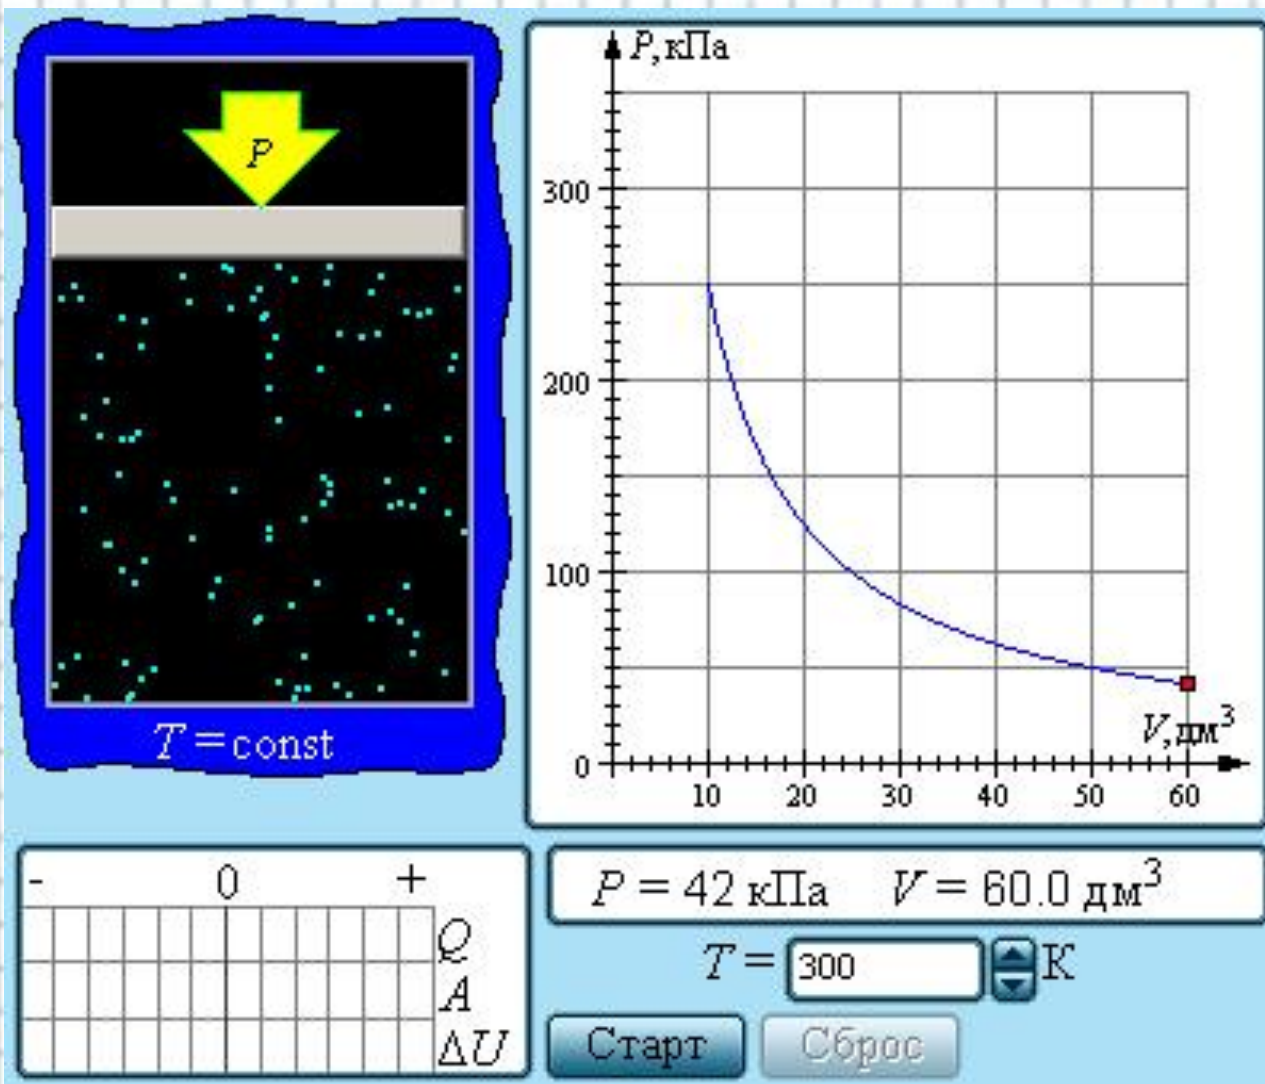 P
T = const
P, кПа
300
200
100
0
10 20 30 40 50 60
V, дм³
- 0 +
Q
A
ΔU
P = 42 кПа V = 60.0 дм³
T = 300 К
Старт Сброс